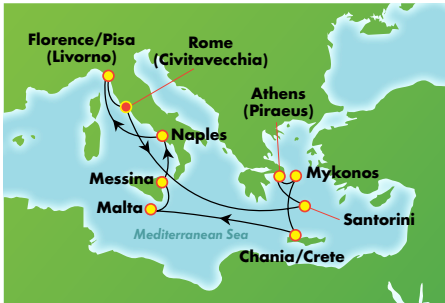 Florence/Pisa
(Livorno)
Rome
(Civitavecchia)
Athens
(Piraeus)
Naples
Mykonos
Messina
Malta
Santorini
Mediterranean Sea
Chania/Crete